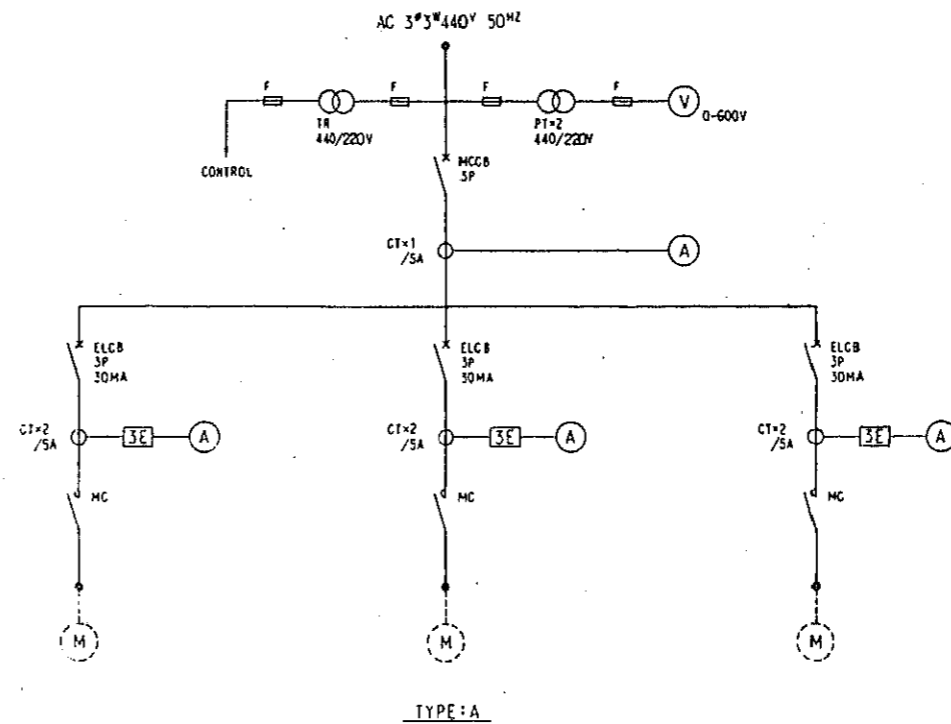 AC 3ø3W 440V 50HZ
F F F F
V 0-600V
TR
440/220V
PT×2
440/220V
CONTROL
MCCB
3P
CT×1
/5A
A
ELCB
3P
30MA
ELCB
3P
30MA
ELCB
3P
30MA
CT×2
/5A
3E A
CT×2
/5A
3E A
CT×2
/5A
3E A
MC
MC
MC
M
M
M
TYPE:A